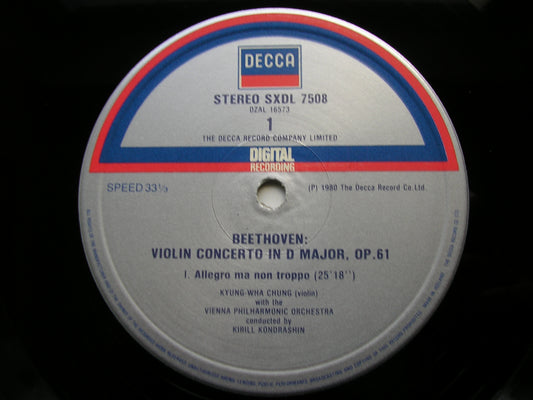 DECCA
STEREO SXDL 7508
DZAL 16573
1
THE DECCA RECORD COMPANY LIMITED
DIGITAL
RECORDING
SPEED 33⅓
(P) 1980 The Decca Record Co. Ltd.
BEETHOVEN:
VIOLIN CONCERTO IN D MAJOR, OP.61
I. Allegro ma non troppo (25'18'')
KYUNG-WHA CHUNG (violin)
with the
VIENNA PHILHARMONIC ORCHESTRA
conducted by
KIRILL KONDRASHIN